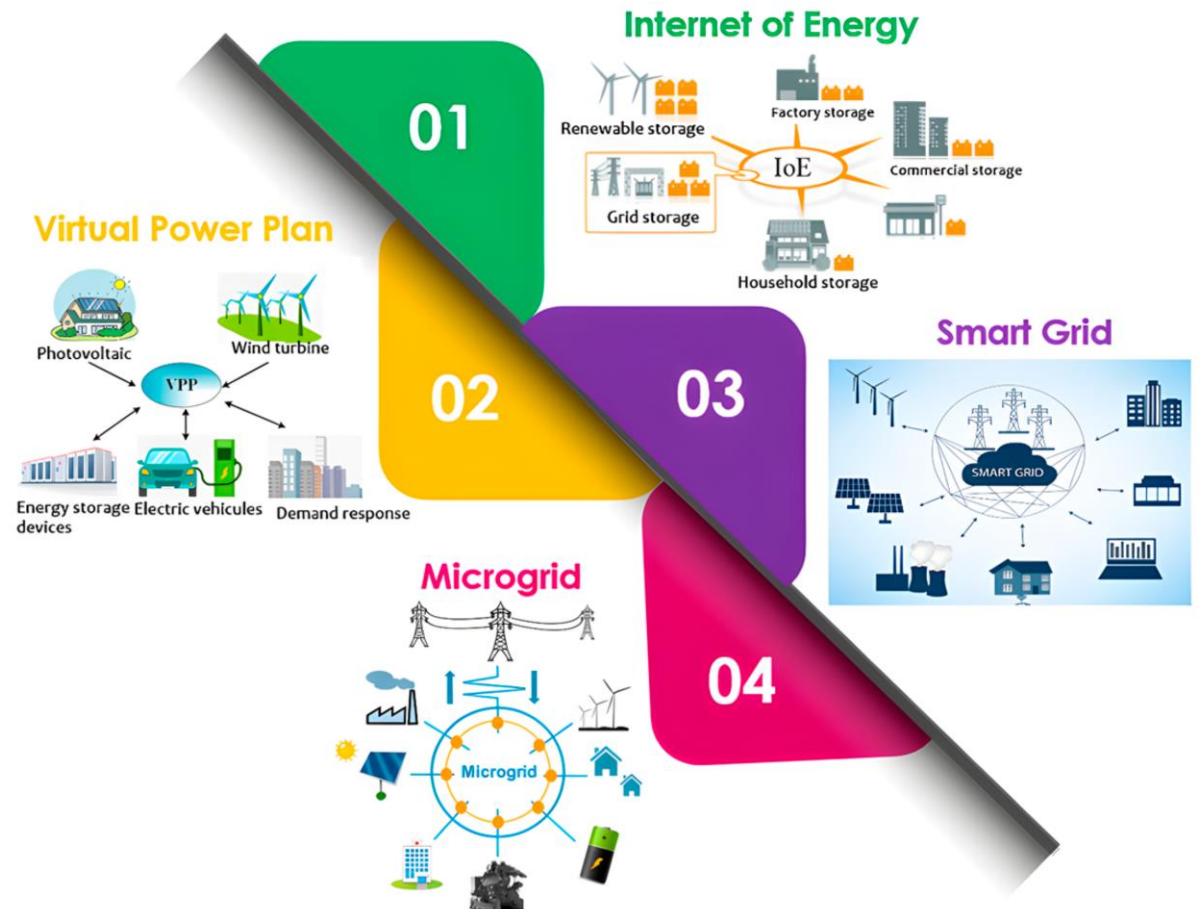 Internet of Energy
01
Renewable storage
Factory storage
Commercial storage
IoE
Grid storage
Household storage
Virtual Power Plan
Photovoltaic
Wind turbine
VPP
Energy storage
devices
Electric vehicules
Demand response
02
03
Smart Grid
SMART GRID
Microgrid
Microgrid
04